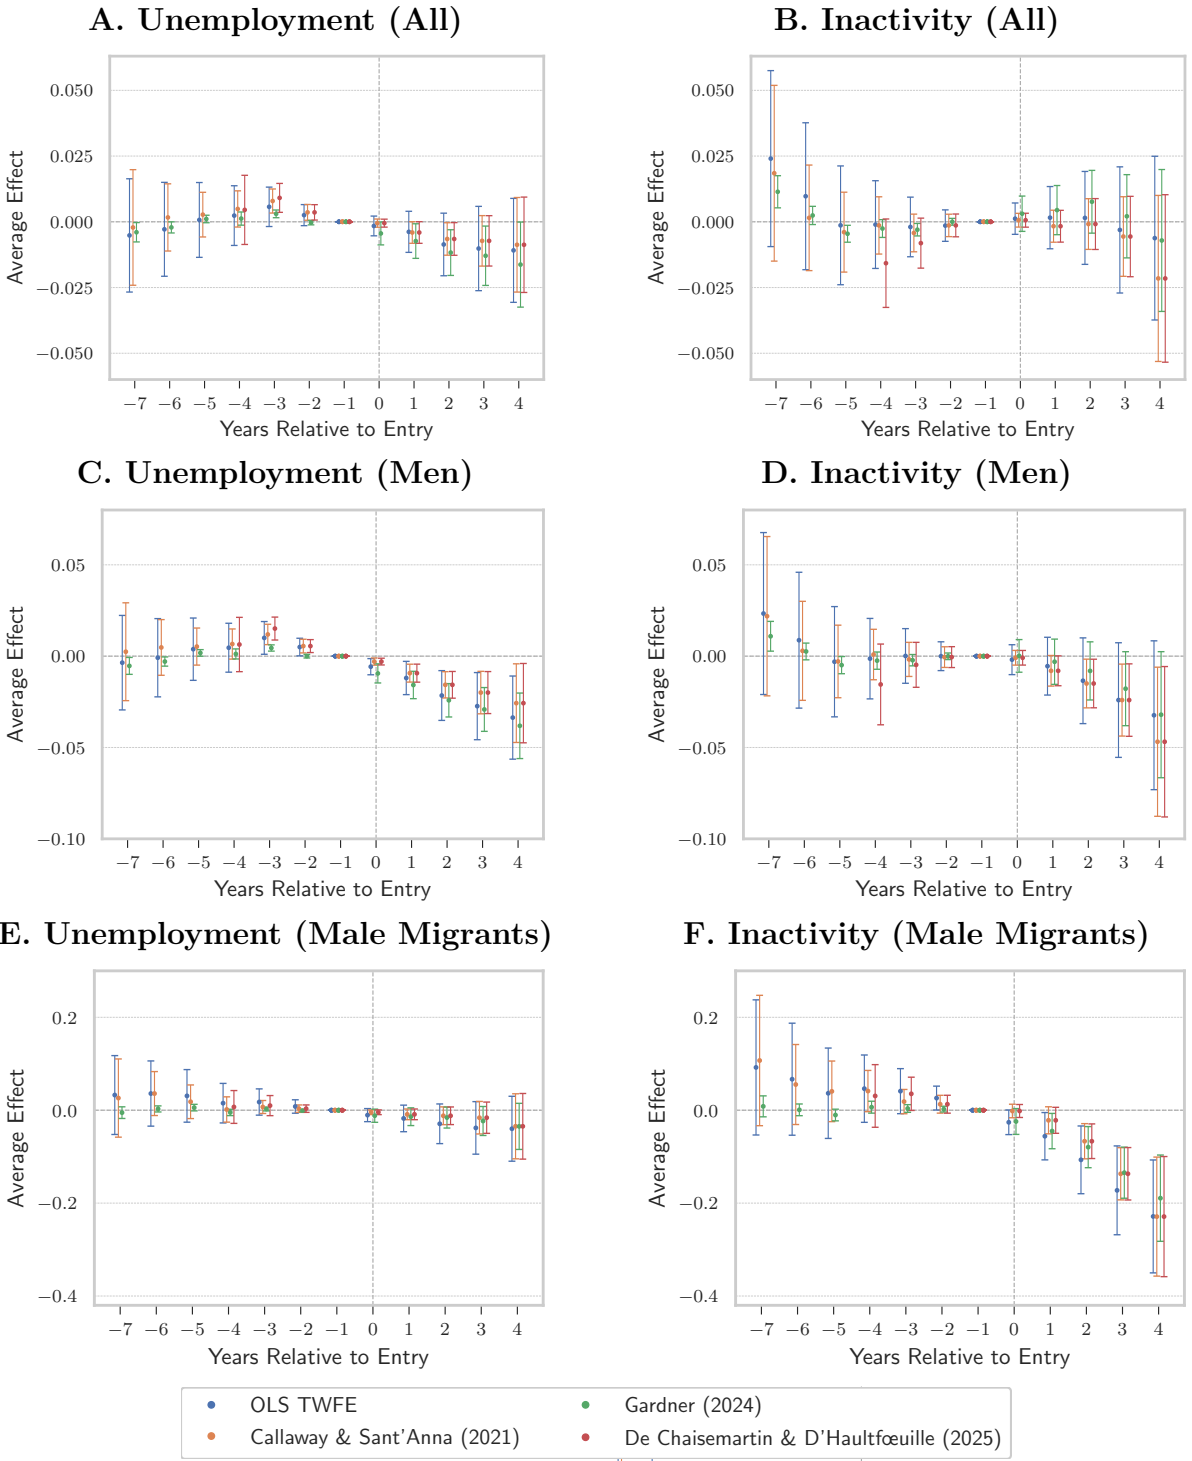 A. Unemployment (All)
B. Inactivity (All)
Average Effect
0.050
0.025
0.000
−0.025
−0.050
−7 −6 −5 −4 −3 −2 −1 0 1 2 3 4
Years Relative to Entry
Average Effect
0.050
0.025
0.000
−0.025
−0.050
−7 −6 −5 −4 −3 −2 −1 0 1 2 3 4
Years Relative to Entry
C. Unemployment (Men)
D. Inactivity (Men)
Average Effect
0.05
0.00
−0.05
−0.10
−7 −6 −5 −4 −3 −2 −1 0 1 2 3 4
Years Relative to Entry
Average Effect
0.05
0.00
−0.05
−0.10
−7 −6 −5 −4 −3 −2 −1 0 1 2 3 4
Years Relative to Entry
E. Unemployment (Male Migrants)
F. Inactivity (Male Migrants)
Average Effect
0.2
0.0
−0.2
−0.4
−7 −6 −5 −4 −3 −2 −1 0 1 2 3 4
Years Relative to Entry
Average Effect
0.2
0.0
−0.2
−0.4
−7 −6 −5 −4 −3 −2 −1 0 1 2 3 4
Years Relative to Entry
OLS TWFE
Callaway & Sant'Anna (2021)
Gardner (2024)
De Chaisemartin & D'Haultfœuille (2025)